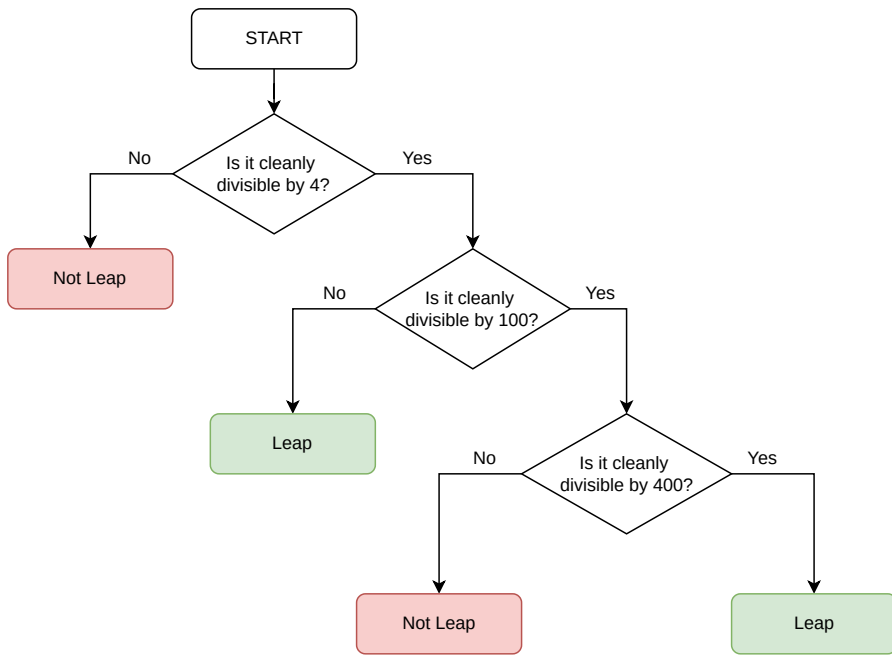 START
No
Is it cleanly
divisible by 4?
Yes
Not Leap
No
Is it cleanly
divisible by 100?
Yes
Leap
No
Is it cleanly
divisible by 400?
Yes
Not Leap
Leap